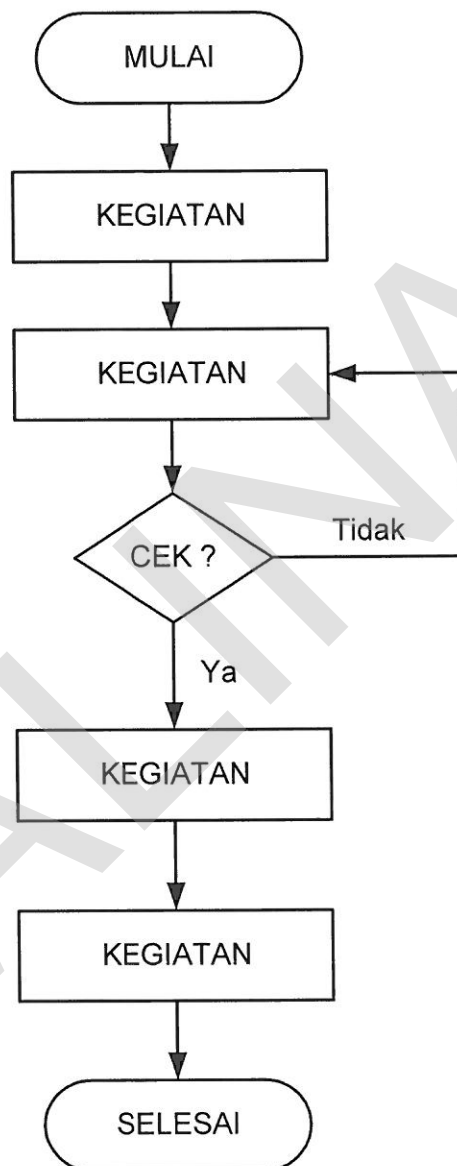 MULAI
KEGIATAN
KEGIATAN
CEK ?
Tidak
Ya
KEGIATAN
KEGIATAN
SELESAI